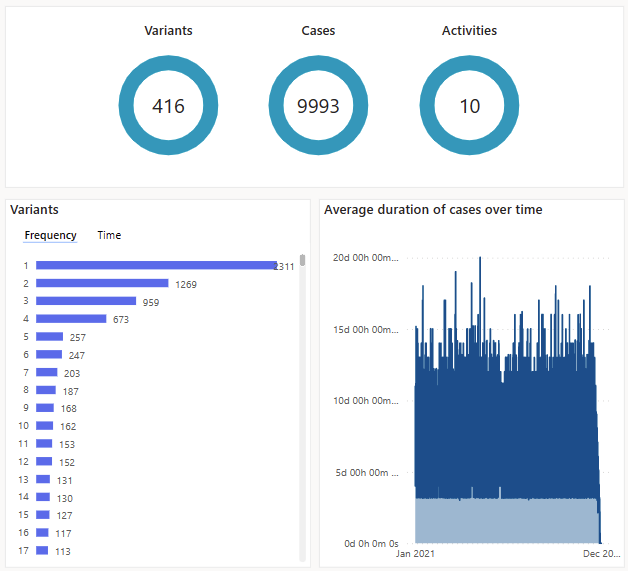 Variants Cases Activities
416 9993 10
Variants
Frequency Time
1 2311
2 1269
3 959
4 673
5 257
6 247
7 203
8 187
9 168
10 162
11 153
12 152
13 131
14 130
15 127
16 117
17 113
Average duration of cases over time
20d 00h 00m...
15d 00h 00m...
10d 00h 00m...
5d 00h 00m ...
0d 0h 0m 0s
Jan 2021 Dec 20...